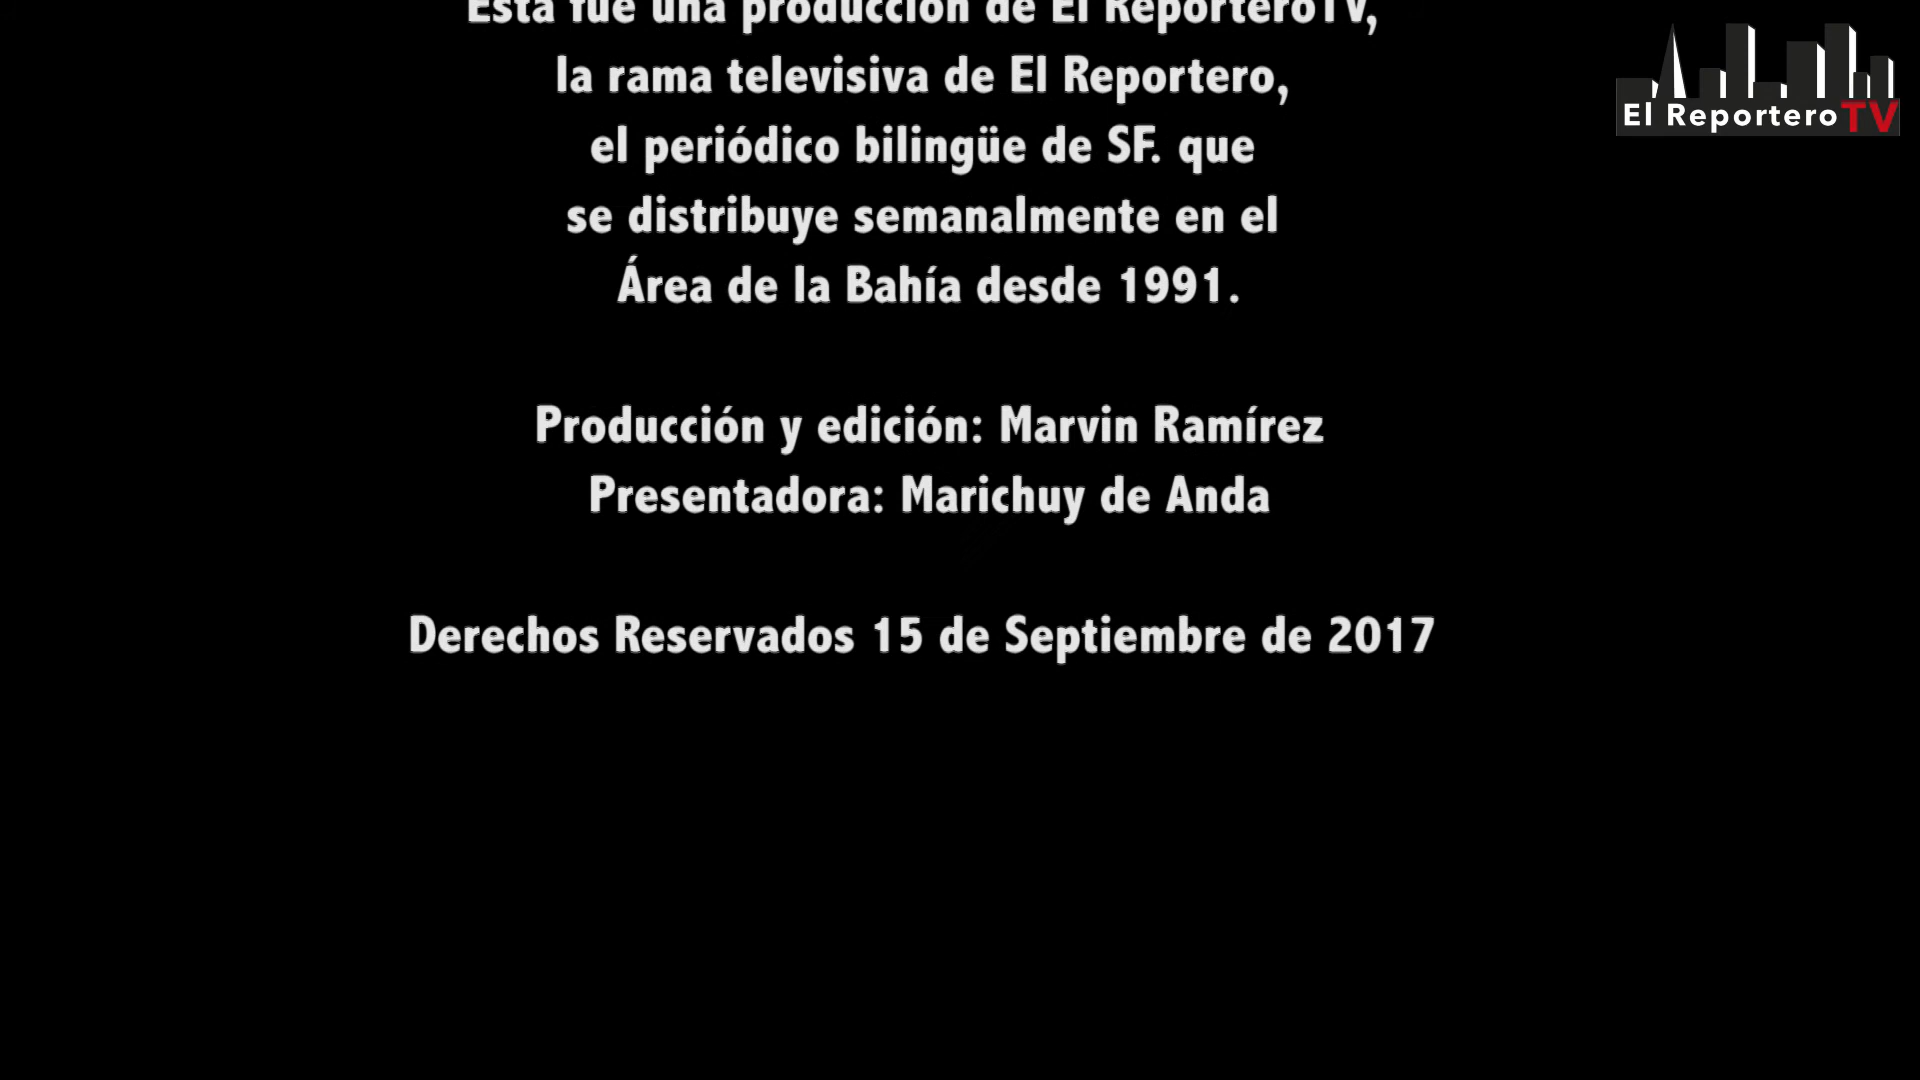 Esta fue una producción de El ReporteroTV,
la rama televisiva de El Reportero,
el periódico bilingüe de SF. que
se distribuye semanalmente en el
Área de la Bahía desde 1991.
Producción y edición: Marvin Ramírez
Presentadora: Marichuy de Anda
Derechos Reservados 15 de Septiembre de 2017
El ReporteroTV